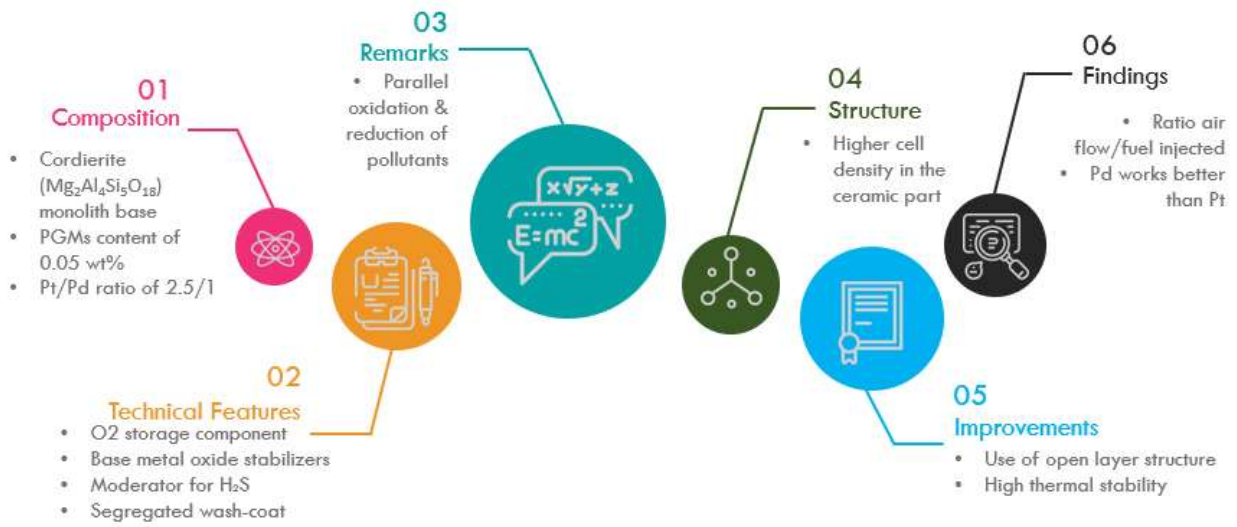 01
Composition
• Cordierite
(Mg₂Al₄Si₅O₁₈)
monolith base
• PGMs content of
0.05 wt%
• Pt/Pd ratio of 2.5/1
02
Technical Features
• O2 storage component
• Base metal oxide stabilizers
• Moderator for H₂S
• Segregated wash-coat
03
Remarks
• Parallel
oxidation &
reduction of
pollutants
x√y+z
E=mc²
04
Structure
• Higher cell
density in the
ceramic part
05
Improvements
• Use of open layer structure
• High thermal stability
06
Findings
• Ratio air
flow/fuel injected
• Pd works better
than Pt